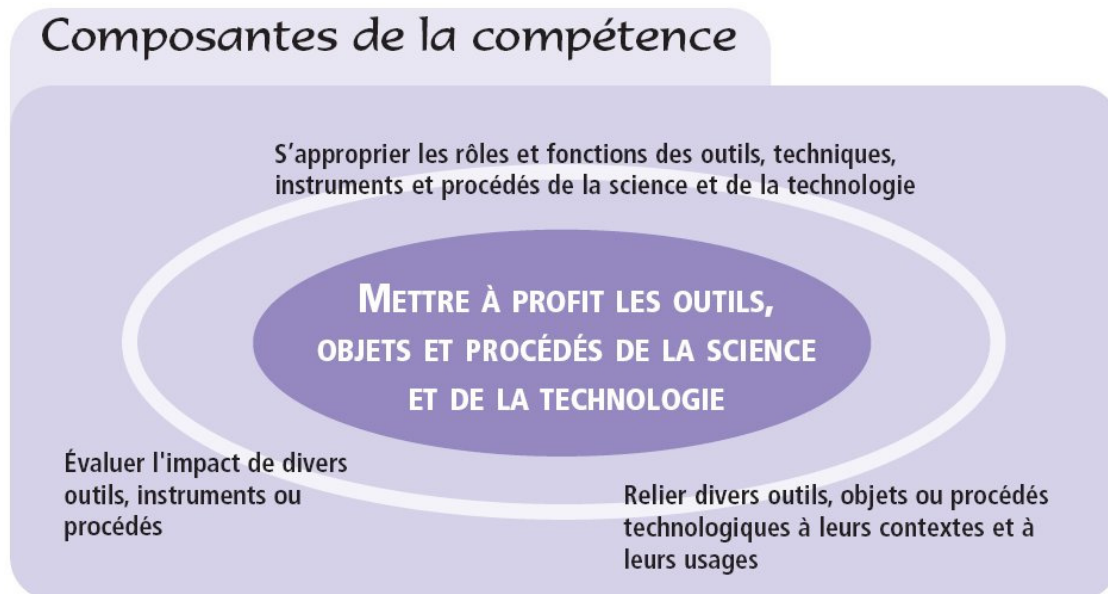 Composantes de la compétence
S’approprier les rôles et fonctions des outils, techniques,
instruments et procédés de la science et de la technologie
METTRE À PROFIT LES OUTILS,
OBJETS ET PROCÉDÉS DE LA SCIENCE
ET DE LA TECHNOLOGIE
Évaluer l'impact de divers
outils, instruments ou
procédés
Relier divers outils, objets ou procédés
technologiques à leurs contextes et à
leurs usages